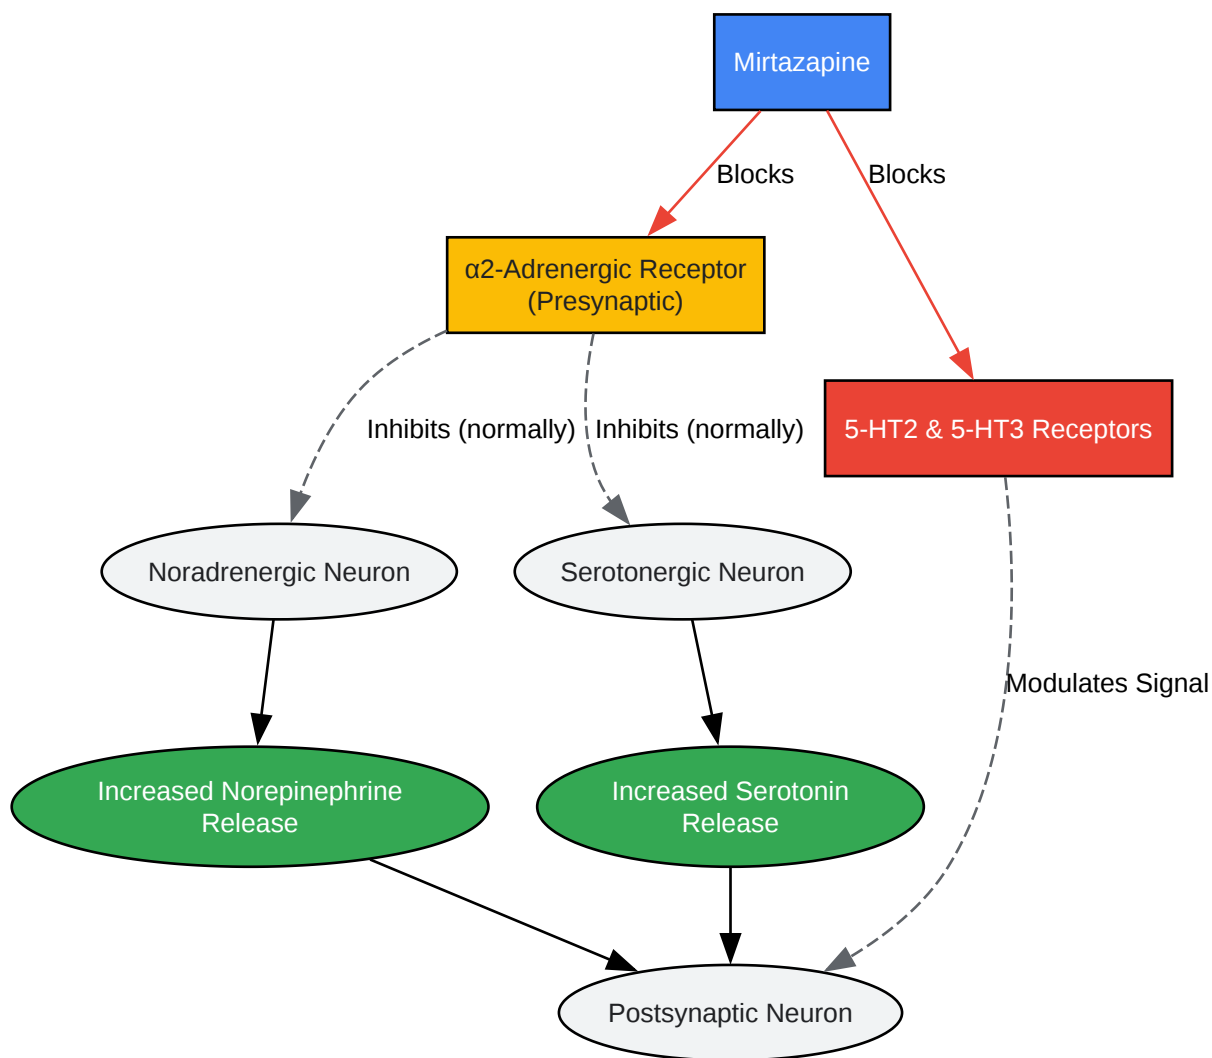 Mirtazapine
Blocks
Blocks
α2-Adrenergic Receptor
(Presynaptic)
Inhibits (normally)
Inhibits (normally)
5-HT2 & 5-HT3 Receptors
Noradrenergic Neuron
Serotonergic Neuron
Modulates Signal
Increased Norepinephrine
Release
Increased Serotonin
Release
Postsynaptic Neuron